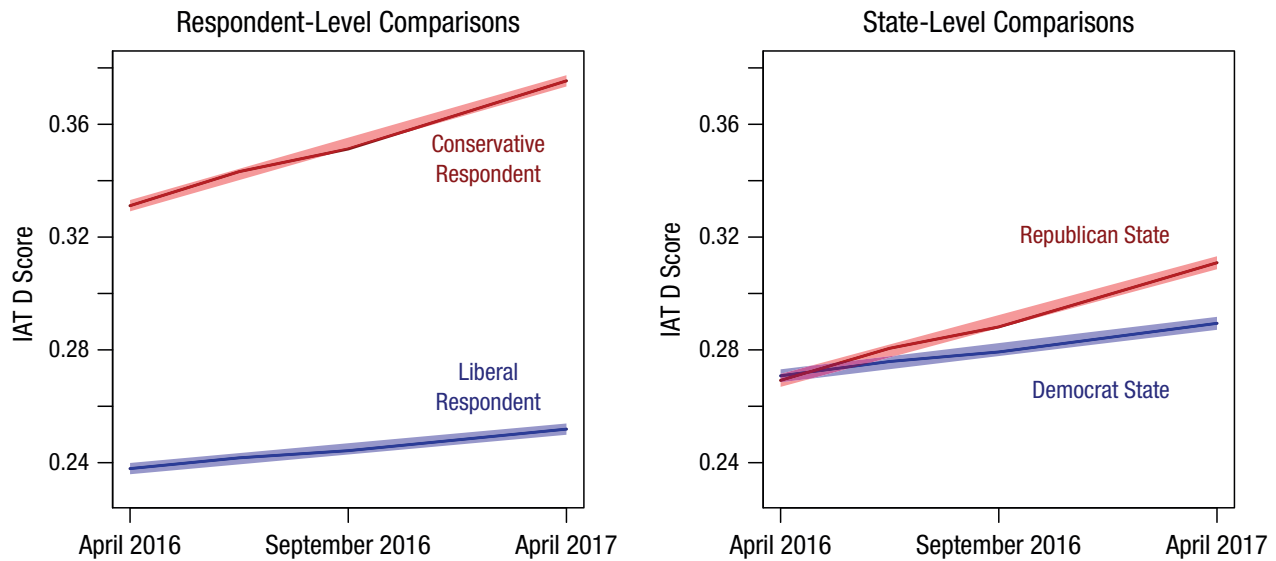 Respondent-Level Comparisons
IAT D Score
0.36
0.32
0.28
0.24
Conservative
Respondent
Liberal
Respondent
April 2016
September 2016
April 2017
State-Level Comparisons
IAT D Score
0.36
0.32
0.28
0.24
Republican State
Democrat State
April 2016
September 2016
April 2017